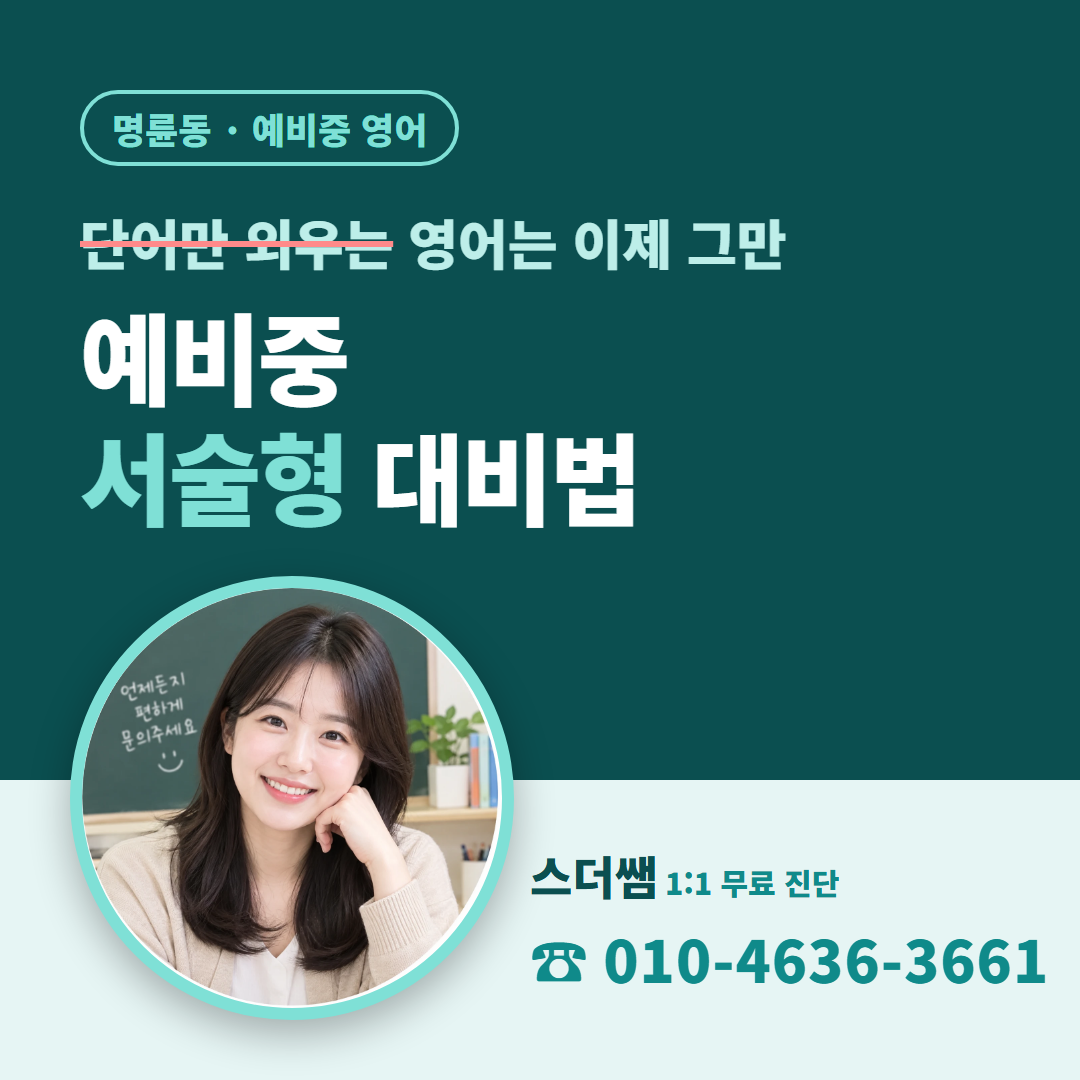 명륜동 · 예비중 영어
단어만 외우는 영어는 이제 그만
예비중
서술형 대비법
언제든지
편하게
문의주세요
스더쌤 1:1 무료 진단
☎ 010-4636-3661